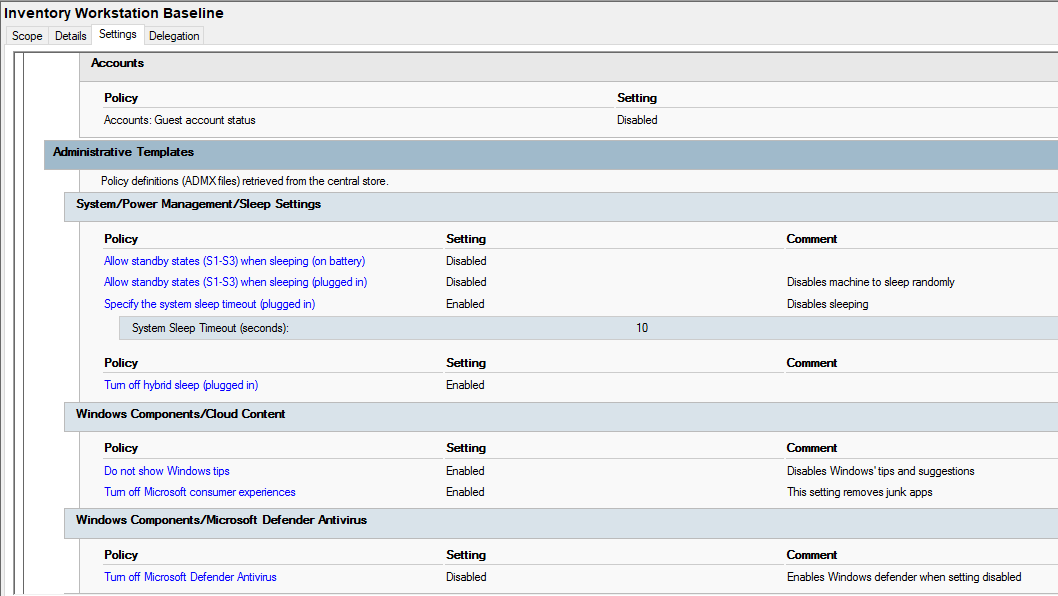 Inventory Workstation Baseline
Scope Details Settings Delegation
Accounts
Policy Setting
Accounts: Guest account status Disabled
Administrative Templates
Policy definitions (ADMX files) retrieved from the central store.
System/Power Management/Sleep Settings
Policy Setting Comment
Allow standby states (S1-S3) when sleeping (on battery) Disabled
Allow standby states (S1-S3) when sleeping (plugged in) Disabled Disables machine to sleep randomly
Specify the system sleep timeout (plugged in) Enabled Disables sleeping
System Sleep Timeout (seconds): 10
Policy Setting Comment
Turn off hybrid sleep (plugged in) Enabled
Windows Components/Cloud Content
Policy Setting Comment
Do not show Windows tips Enabled Disables Windows' tips and suggestions
Turn off Microsoft consumer experiences Enabled This setting removes junk apps
Windows Components/Microsoft Defender Antivirus
Policy Setting Comment
Turn off Microsoft Defender Antivirus Disabled Enables Windows defender when setting disabled